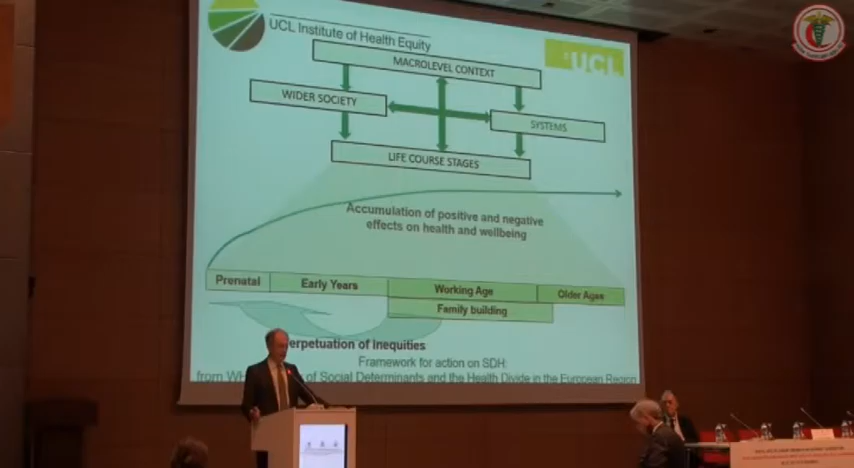 UCL Institute of Health Equity
UCL
MACROLEVEL CONTEXT
WIDER SOCIETY
SYSTEMS
LIFE COURSE STAGES
Accumulation of positive and negative
effects on health and wellbeing
Prenatal
Early Years
Working Age
Older Ages
Family building
erpetuation of Inequities
Framework for action on SDH:
from WH of Social Determinants and the Health Divide in the European Region